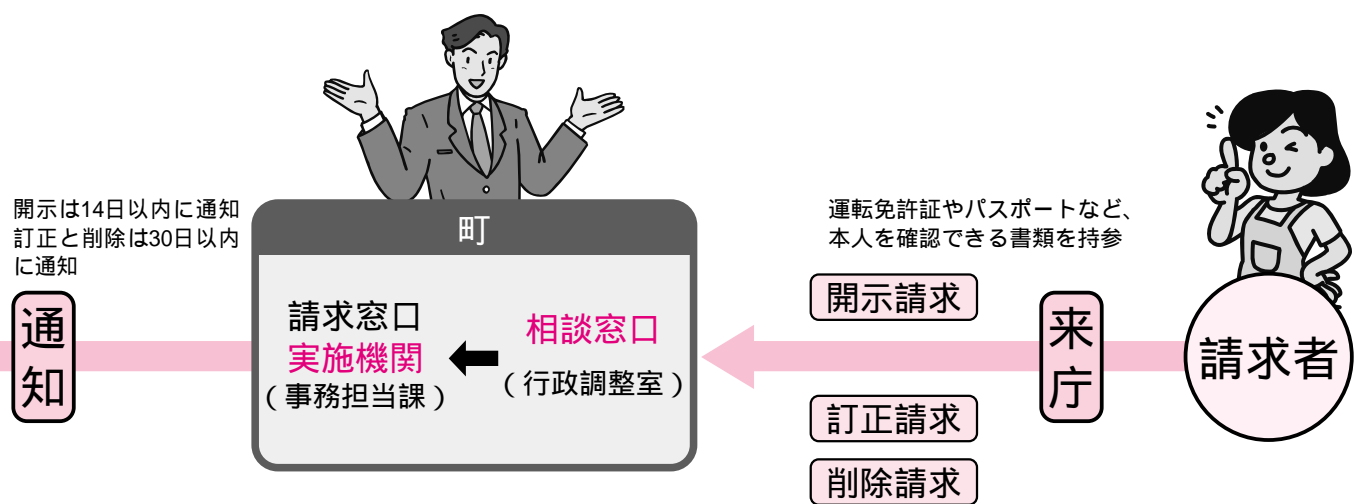 開示は14日以内に通知
訂正と削除は30日以内
に通知
通知
町
請求窓口
実施機関
(事務担当課)
相談窓口
(行政調整室)
運転免許証やパスポートなど、
本人を確認できる書類を持参
開示請求
訂正請求
削除請求
来庁
請求者